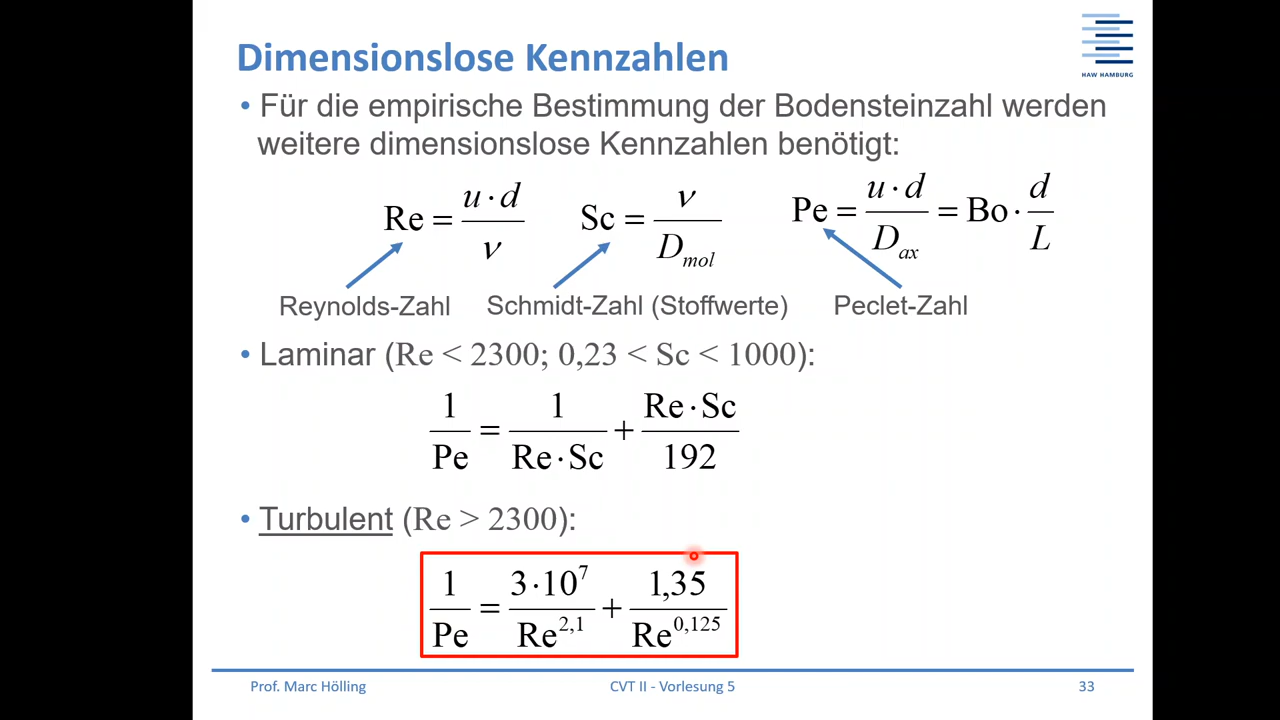 Dimensionslose Kennzahlen
HAW HAMBURG
• Für die empirische Bestimmung der Bodensteinzahl werden
weitere dimensionslose Kennzahlen benötigt:
Re = u·d / ν    Sc = ν / D_mol    Pe = u·d / D_ax = Bo · d / L
Reynolds-Zahl    Schmidt-Zahl (Stoffwerte)    Peclet-Zahl
• Laminar (Re < 2300; 0,23 < Sc < 1000):
1 / Pe = 1 / Re·Sc + Re·Sc / 192
• Turbulent (Re > 2300):
1 / Pe = 3·10^7 / Re^2,1 + 1,35 / Re^0,125
Prof. Marc Hölling    CVT II - Vorlesung 5    33